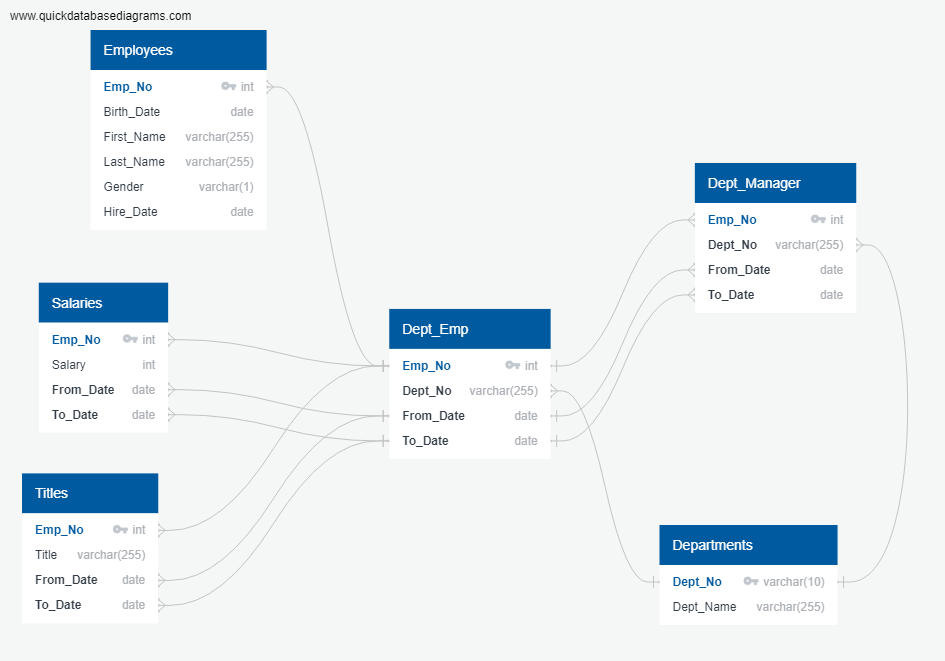 www.quickdatabasediagrams.com
Employees
Emp_No int
Birth_Date date
First_Name varchar(255)
Last_Name varchar(255)
Gender varchar(1)
Hire_Date date
Dept_Manager
Emp_No int
Dept_No varchar(255)
From_Date date
To_Date date
Salaries
Emp_No int
Salary int
From_Date date
To_Date date
Dept_Emp
Emp_No int
Dept_No varchar(255)
From_Date date
To_Date date
Titles
Emp_No int
Title varchar(255)
From_Date date
To_Date date
Departments
Dept_No varchar(10)
Dept_Name varchar(255)